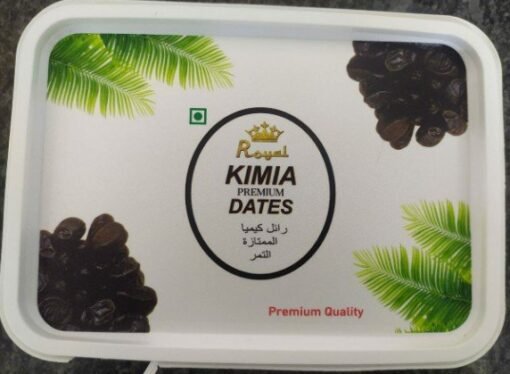 Royal
KIMIA
PREMIUM
DATES
رائل كيميا
الممتازة
التمر
Premium Quality